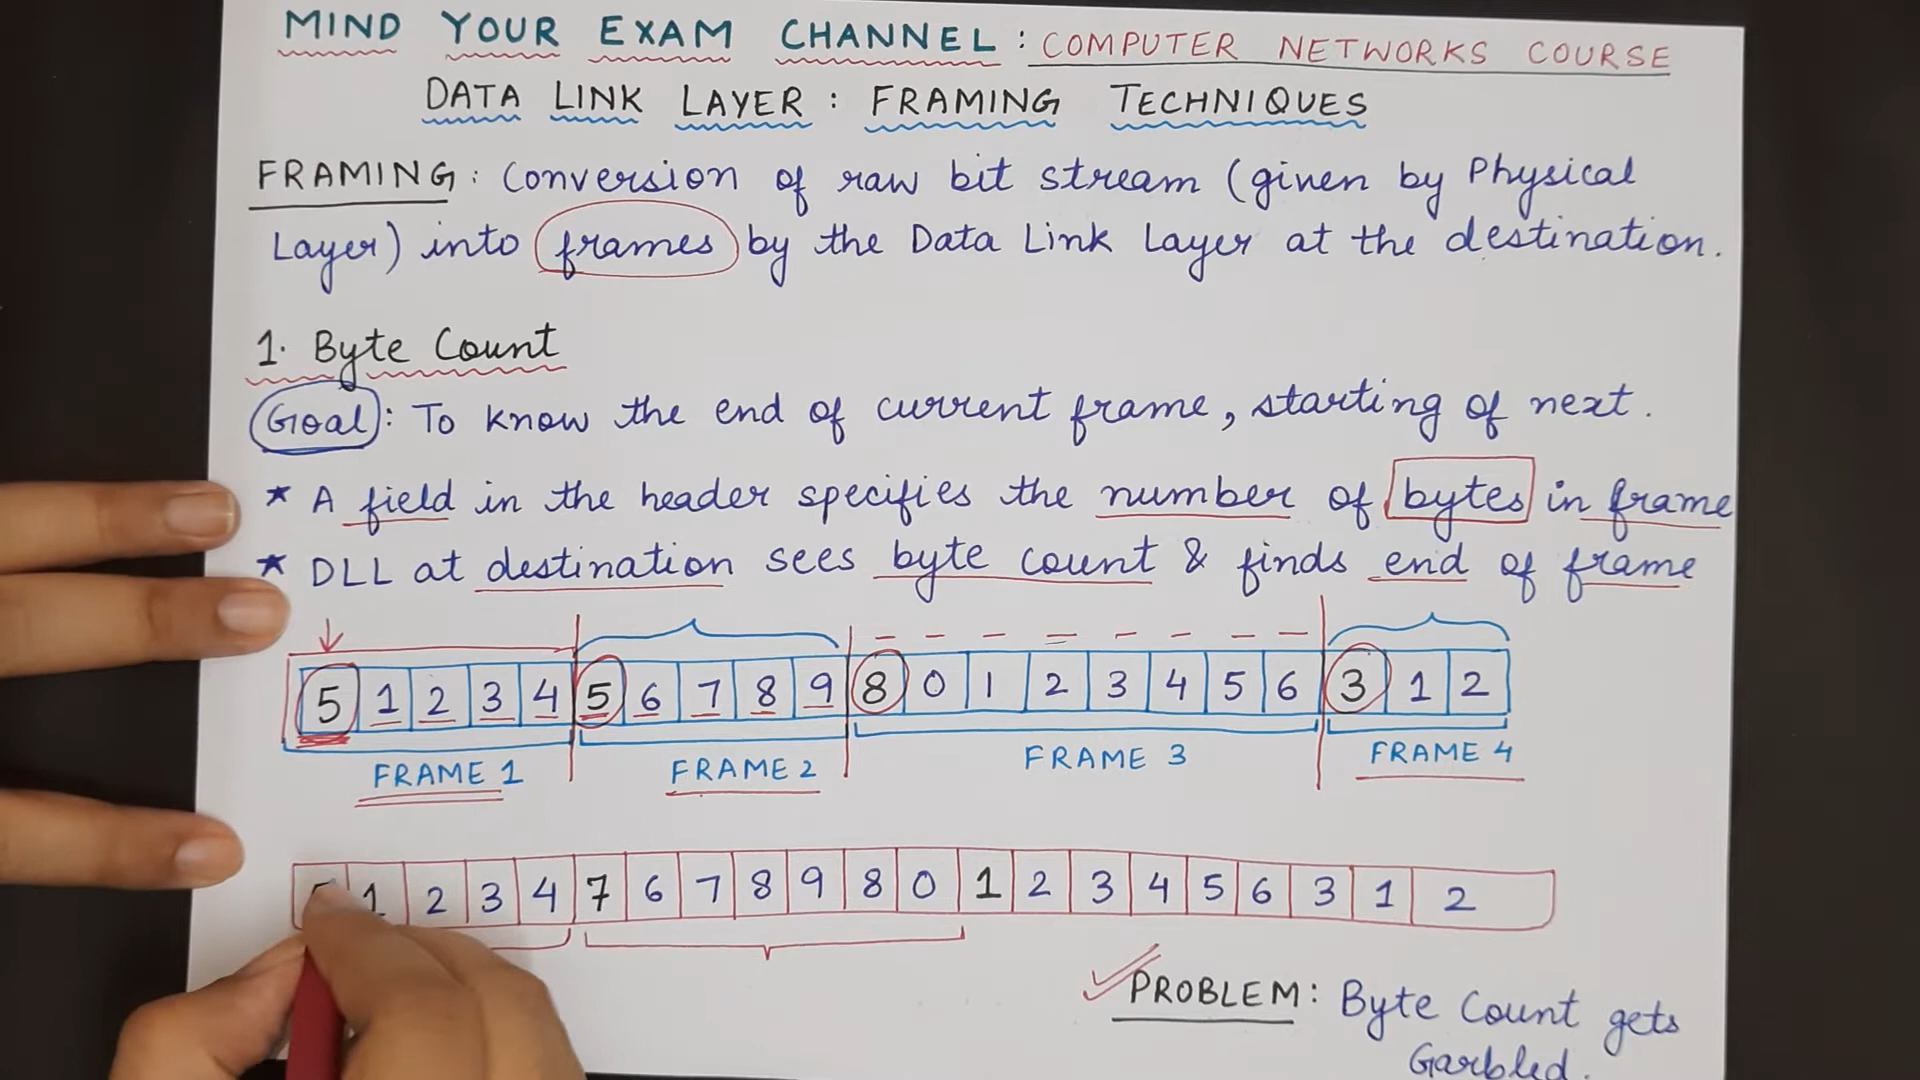 MIND YOUR EXAM CHANNEL : COMPUTER NETWORKS COURSE
DATA LINK LAYER : FRAMING TECHNIQUES
FRAMING : Conversion of raw bit stream (given by Physical
Layer) into frames by the Data Link Layer at the destination.
1. Byte Count
Goal : To know the end of current frame, starting of next.
* A field in the header specifies the number of bytes in frame
* DLL at destination sees byte count & finds end of frame
5 1 2 3 4 5 6 7 8 9 8 0 1 2 3 4 5 6 3 1 2
FRAME 1 FRAME 2 FRAME 3 FRAME 4
1 2 3 4 7 6 7 8 9 8 0 1 2 3 4 5 6 3 1 2
PROBLEM : Byte Count gets
Garbled.